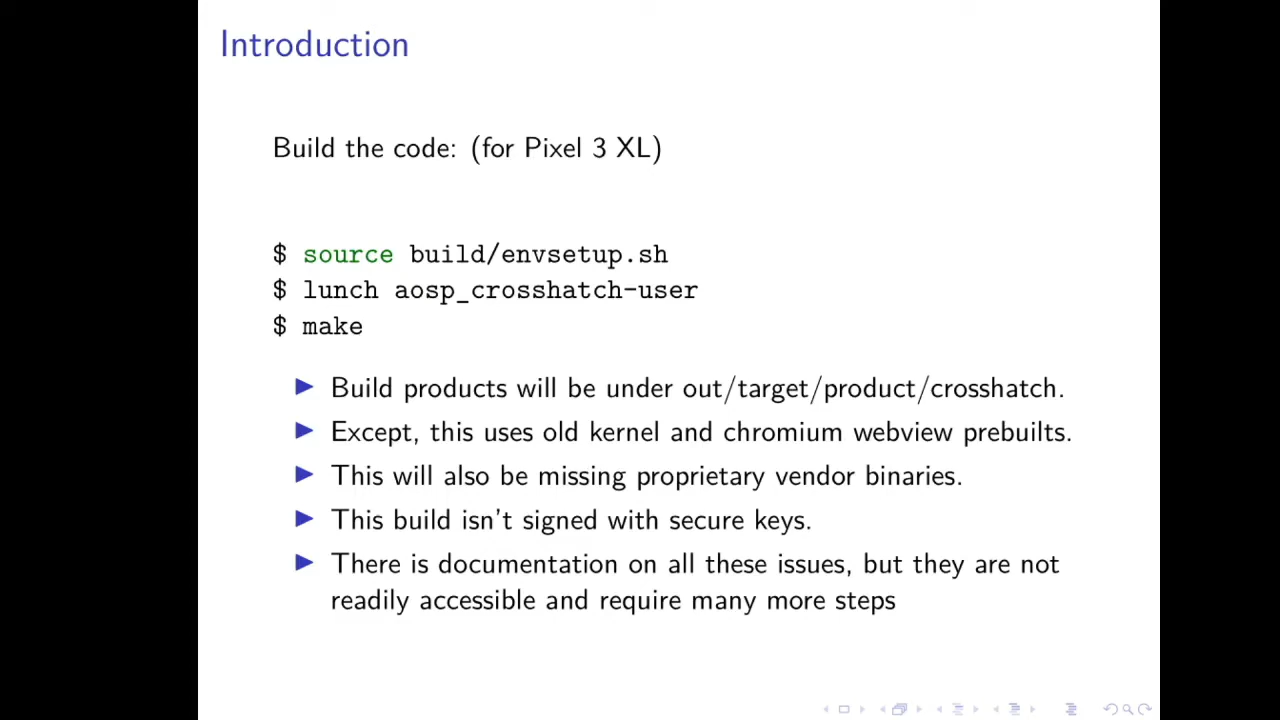 Introduction
Build the code: (for Pixel 3 XL)
$ source build/envsetup.sh
$ lunch aosp_crosshatch-user
$ make
Build products will be under out/target/product/crosshatch.
Except, this uses old kernel and chromium webview prebuilts.
This will also be missing proprietary vendor binaries.
This build isn't signed with secure keys.
There is documentation on all these issues, but they are not
readily accessible and require many more steps